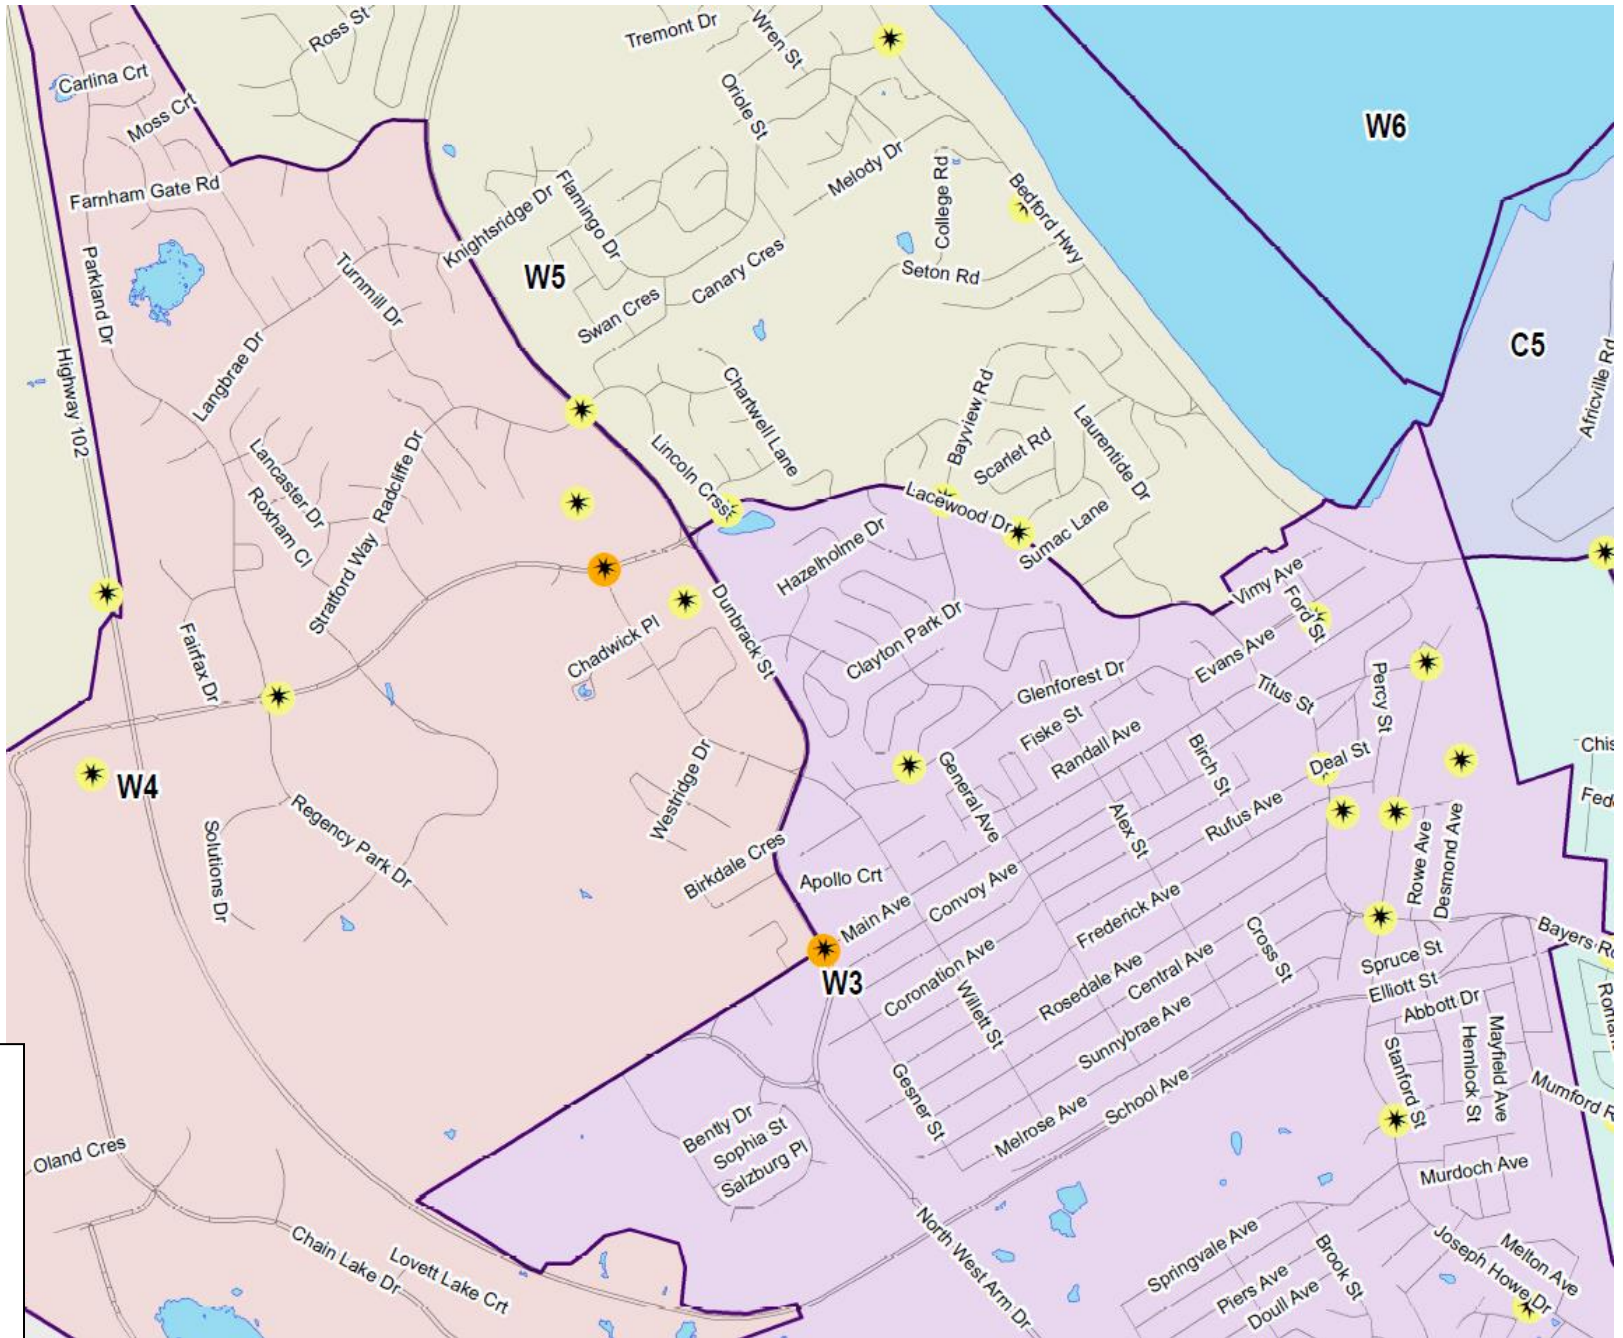 Ross St
Tremont Dr
Wren St
Carlina Crt
Moss Crt
Oriole St
W6
Melody Dr
College Rd
Bedford Hwy
Farnham Gate Rd
Flamingo Dr
Knightsridge Dr
Parkland Dr
Turnmill Dr
W5
Canary Cres
Seton Rd
Swan Cres
C5
Africville Rd
Highway 102
Langbrae Dr
Chartwell Lane
Bayview Rd
Scarlet Rd
Laurentide Dr
Lancaster Dr
Radcliffe Dr
Lincoln Crss
Roxham Cl
Lacewood Dr
Sumac Lane
Stratford Way
Hazelholme Dr
Vimy Ave
Ford St
Dunbrack St
Chadwick Pl
Clayton Park Dr
Fairfax Dr
Evans Ave
Glenforest Dr
Titus St
Percy St
Fiske St
Randall Ave
Birch St
Deal St
Chis
W4
General Ave
Westridge Dr
Fede
Regency Park Dr
Solutions Dr
Alex St
Rufus Ave
Rowe Ave
Desmond Ave
Birkdale Cres
Apollo Crt
Convoy Ave
Main Ave
Frederick Ave
Cross St
Bayers Ro
W3
Coronation Ave
Willett St
Rosedale Ave
Central Ave
Spruce St
Elliott St
Abbott Dr
Sunnybrae Ave
Stanford St
Hemlock St
Mayfield Ave
Gesner St
Melrose Ave
School Ave
Mumford R
Bently Dr
Sophia St
Salzburg Pl
Oland Cres
Murdoch Ave
Chain Lake Dr
Lovett Lake Crt
North West Arm Dr
Springvale Ave
Piers Ave
Doull Ave
Brook St
Joseph Howe Dr
Melton Ave